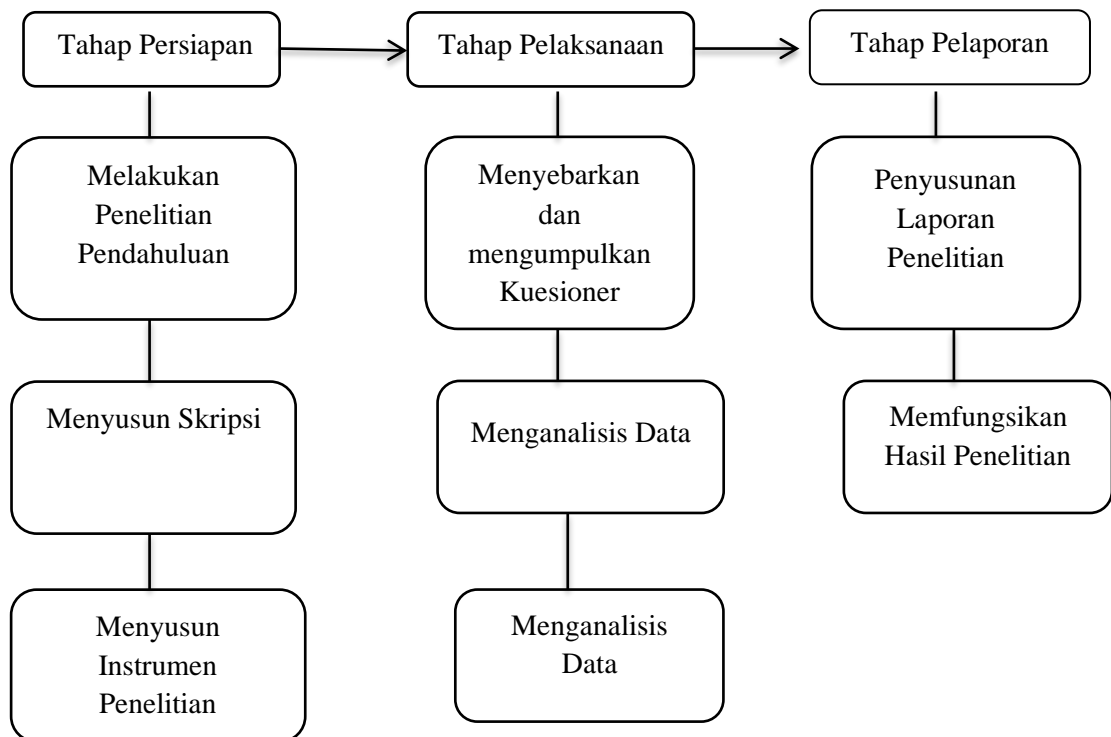 Tahap Persiapan
Tahap Pelaksanaan
Tahap Pelaporan
Melakukan
Penelitian
Pendahuluan
Menyebarkan
dan
mengumpulkan
Kuesioner
Penyusunan
Laporan
Penelitian
Menyusun Skripsi
Menganalisis Data
Memfungsikan
Hasil Penelitian
Menyusun
Instrumen
Penelitian
Menganalisis
Data